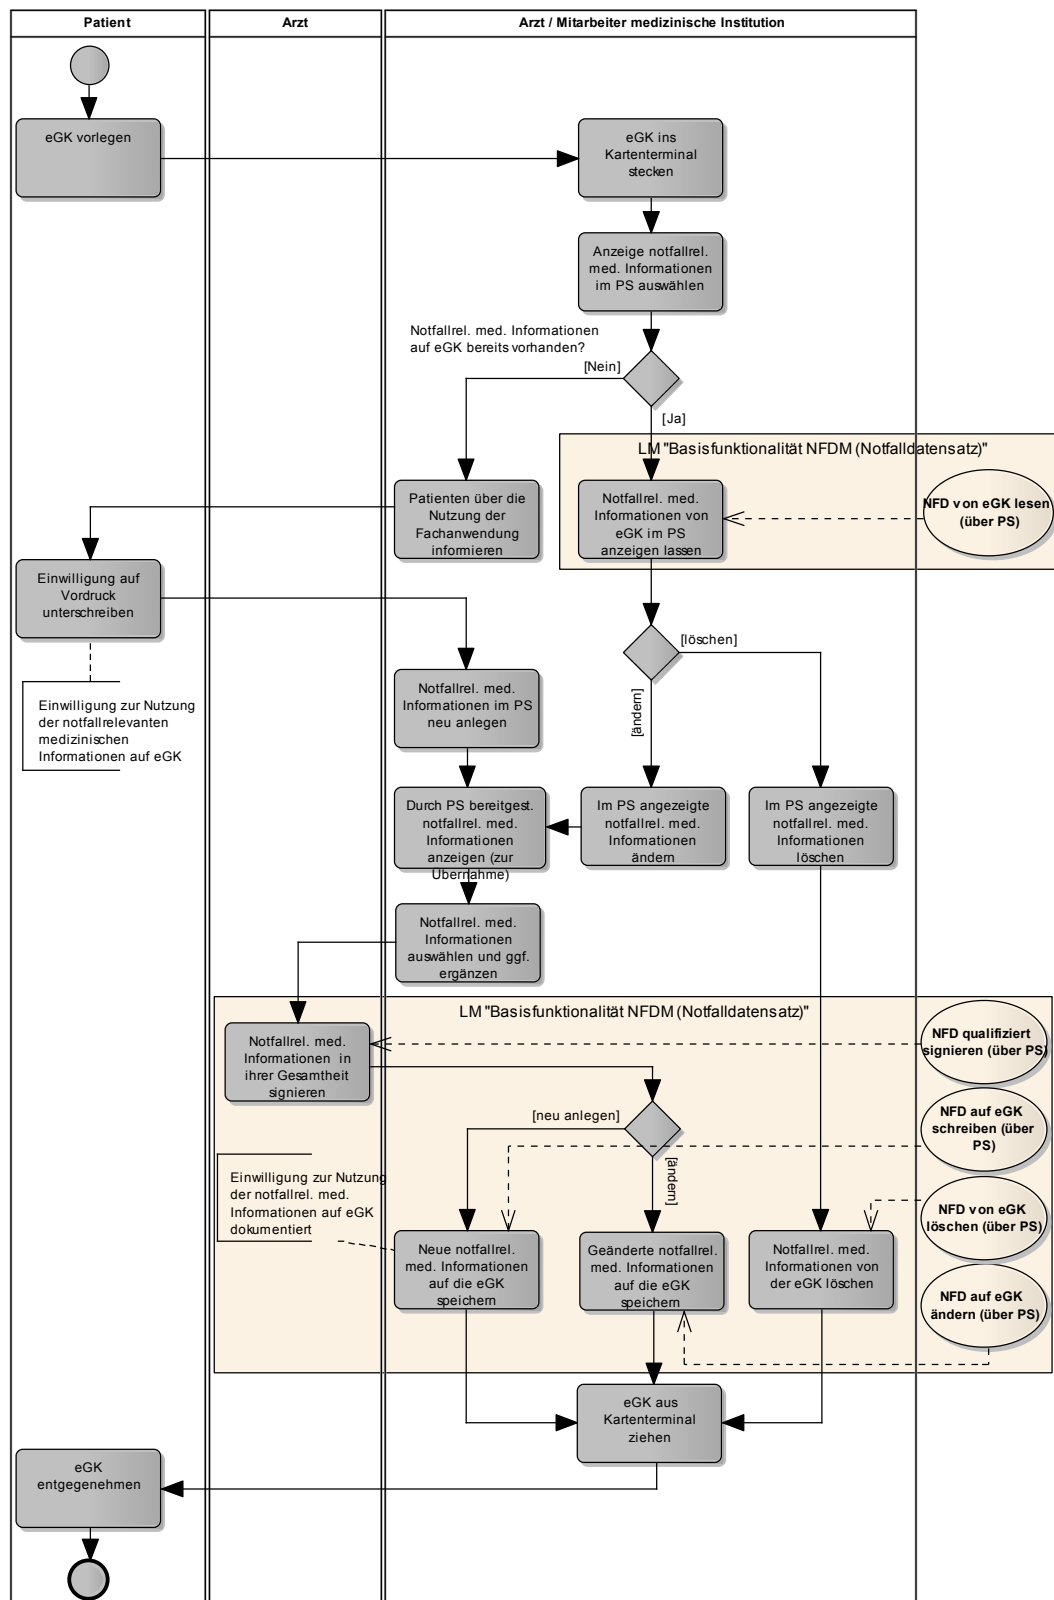 Patient
Arzt
Arzt / Mitarbeiter medizinische Institution
eGK vorlegen
eGK ins
Kartenterminal
stecken
Anzeige notfallrel.
med. Informationen
im PS auswählen
Notfallrel. med. Informationen
auf eGK bereits vorhanden?
[Nein]
[Ja]
LM "Basisfunktionalität NFDM (Notfalldatensatz)"
Patienten über die
Nutzung der
Fachanwendung
informieren
Notfallrel. med.
Informationen von
eGK im PS
anzeigen lassen
NFD von eGK lesen
(über PS)
Einwilligung auf
Vordruck
unterschreiben
[löschen]
[ändern]
Notfallrel. med.
Informationen im PS
neu anlegen
Einwilligung zur Nutzung
der notfallrelevanten
medizinischen
Informationen auf eGK
Durch PS bereitgest.
notfallrel. med.
Informationen
anzeigen (zur
Übernahme)
Im PS angezeigte
notfallrel. med.
Informationen
ändern
Im PS angezeigte
notfallrel. med.
Informationen
löschen
Notfallrel. med.
Informationen
auswählen und ggf.
ergänzen
LM "Basisfunktionalität NFDM (Notfalldatensatz)"
Notfallrel. med.
Informationen in
ihrer Gesamtheit
signieren
NFD qualifiziert
signieren (über PS)
[neu anlegen]
[ändern]
NFD auf eGK
schreiben (über
PS)
Einwilligung zur Nutzung
der notfallrel. med.
Informationen auf eGK
dokumentiert
NFD von eGK
löschen (über PS)
Neue notfallrel.
med. Informationen
auf die eGK
speichern
Geänderte notfallrel.
med. Informationen
auf die eGK
speichern
Notfallrel. med.
Informationen von
der eGK löschen
NFD auf eGK
ändern (über PS)
eGK aus
Kartenterminal
ziehen
eGK
entgegenehmen